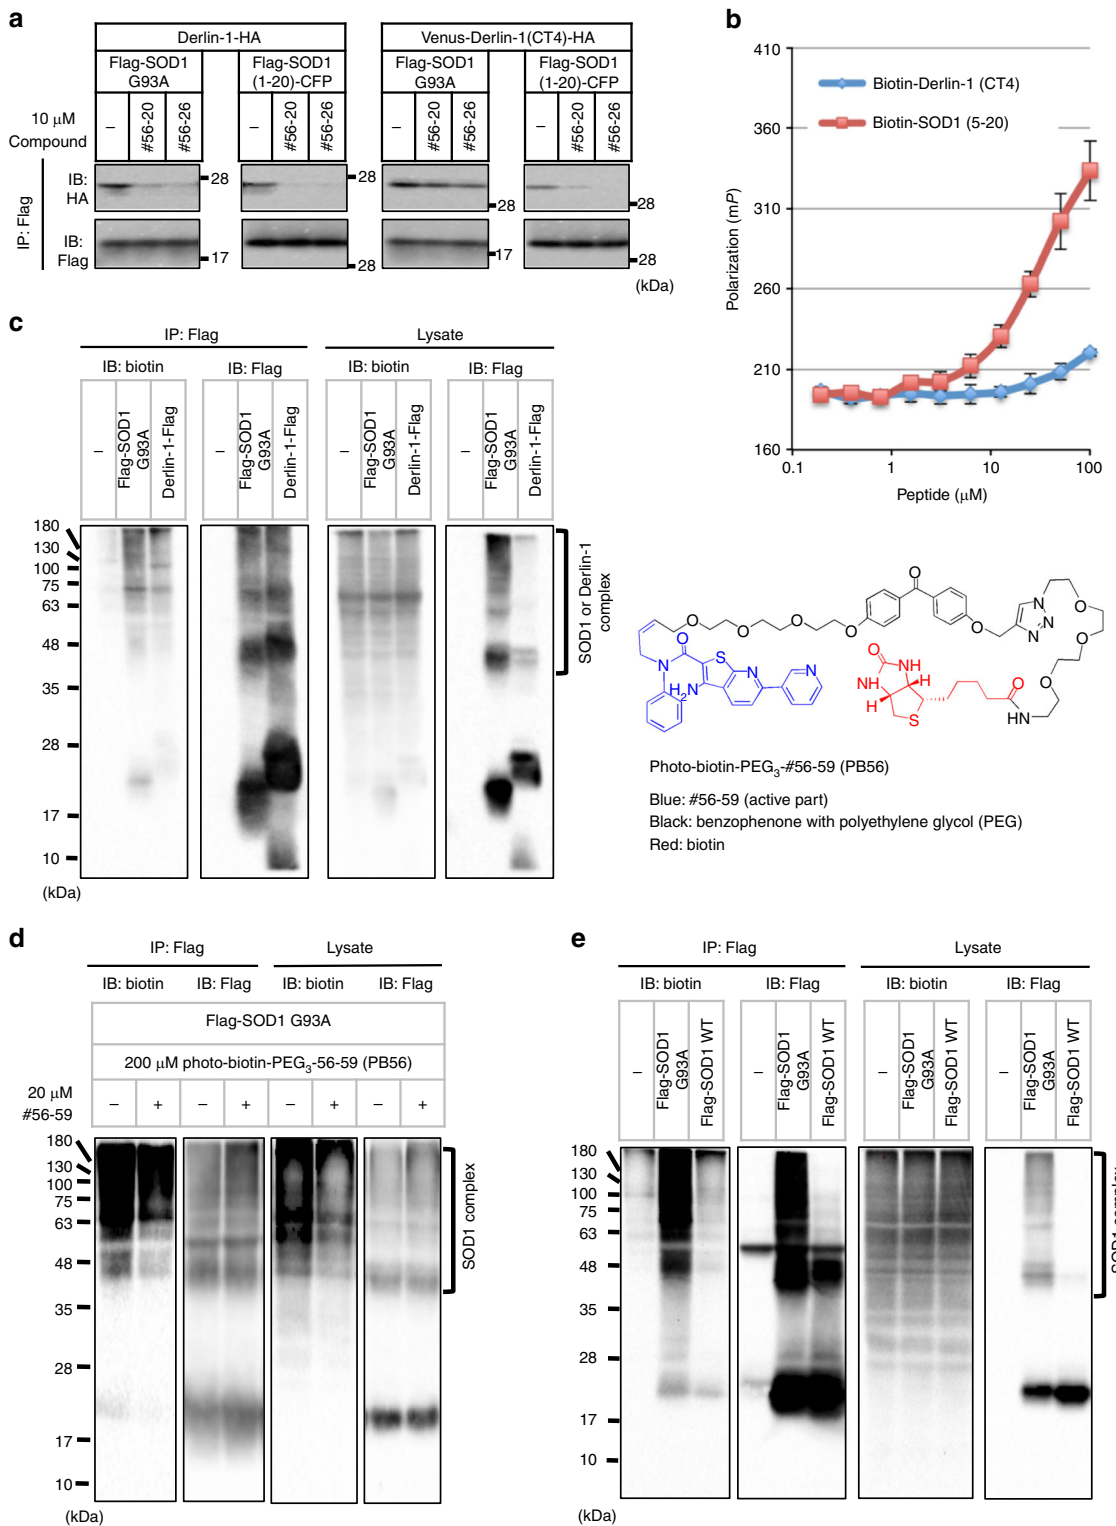 a
Derlin-1-HA
Venus-Derlin-1(CT4)-HA
Flag-SOD1 G93A
Flag-SOD1 (1-20)-CFP
Flag-SOD1 G93A
Flag-SOD1 (1-20)-CFP
10 μM Compound
– #56-20 #56-26
– #56-20 #56-26
– #56-20 #56-26
– #56-20 #56-26
IP: Flag
IB: HA
28
28
28
28
IB: Flag
17
28
17
28
(kDa)
b
410
360
310
260
210
160
Polarization (mP)
Biotin-Derlin-1 (CT4)
Biotin-SOD1 (5-20)
0.1 1 10 100
Peptide (μM)
c
IP: Flag
Lysate
IB: biotin
IB: Flag
IB: biotin
IB: Flag
– Flag-SOD1 G93A Derlin-1-Flag
– Flag-SOD1 G93A Derlin-1-Flag
– Flag-SOD1 G93A Derlin-1-Flag
– Flag-SOD1 G93A Derlin-1-Flag
180
130
100
75
63
48
35
28
17
10
(kDa)
SOD1 or Derlin-1 complex
O
O
O
O
O
O
O
N
N
N
O
O
O
HN
O
S
HN
NH
O
H
H
N
O
S
H2N
N
N
Photo-biotin-PEG3-#56-59 (PB56)
Blue: #56-59 (active part)
Black: benzophenone with polyethylene glycol (PEG)
Red: biotin
d
IP: Flag
Lysate
IB: biotin
IB: Flag
IB: biotin
IB: Flag
Flag-SOD1 G93A
200 μM photo-biotin-PEG3-56-59 (PB56)
20 μM #56-59
– + – + – + – +
180
130
100
75
63
48
35
28
17
10
(kDa)
SOD1 complex
e
IP: Flag
Lysate
IB: biotin
IB: Flag
IB: biotin
IB: Flag
– Flag-SOD1 G93A Flag-SOD1 WT
– Flag-SOD1 G93A Flag-SOD1 WT
– Flag-SOD1 G93A Flag-SOD1 WT
– Flag-SOD1 G93A Flag-SOD1 WT
180
130
100
75
63
48
35
28
17
10
(kDa)
SOD1 complex